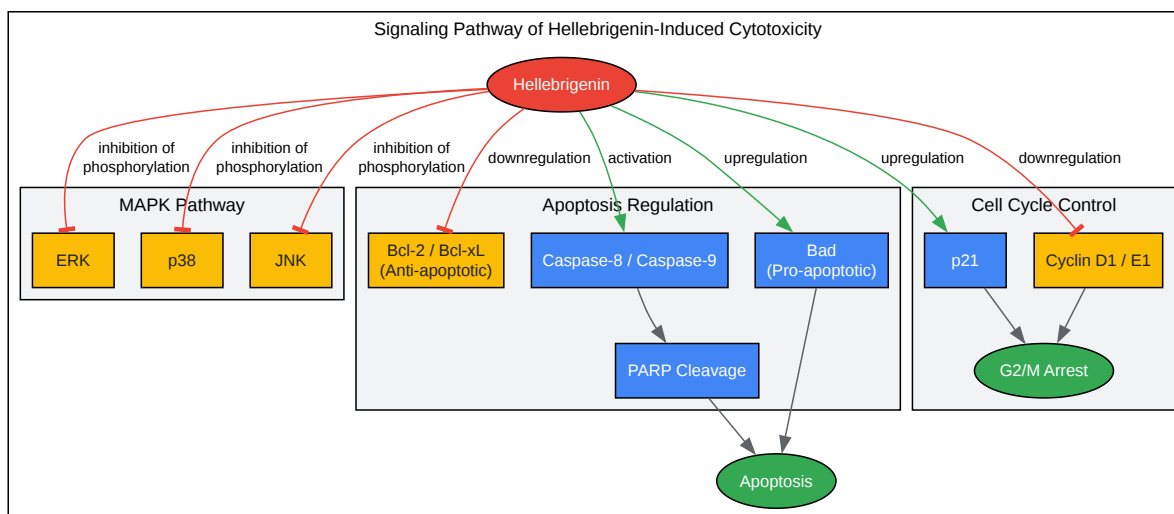 Signaling Pathway of Hellebrigenin-Induced Cytotoxicity
Hellebrigenin
inhibition of
phosphorylation
inhibition of
phosphorylation
inhibition of
phosphorylation
downregulation
activation
upregulation
upregulation
downregulation
MAPK Pathway
ERK
p38
JNK
Apoptosis Regulation
Bcl-2 / Bcl-xL
(Anti-apoptotic)
Caspase-8 / Caspase-9
Bad
(Pro-apoptotic)
PARP Cleavage
Cell Cycle Control
p21
Cyclin D1 / E1
G2/M Arrest
Apoptosis